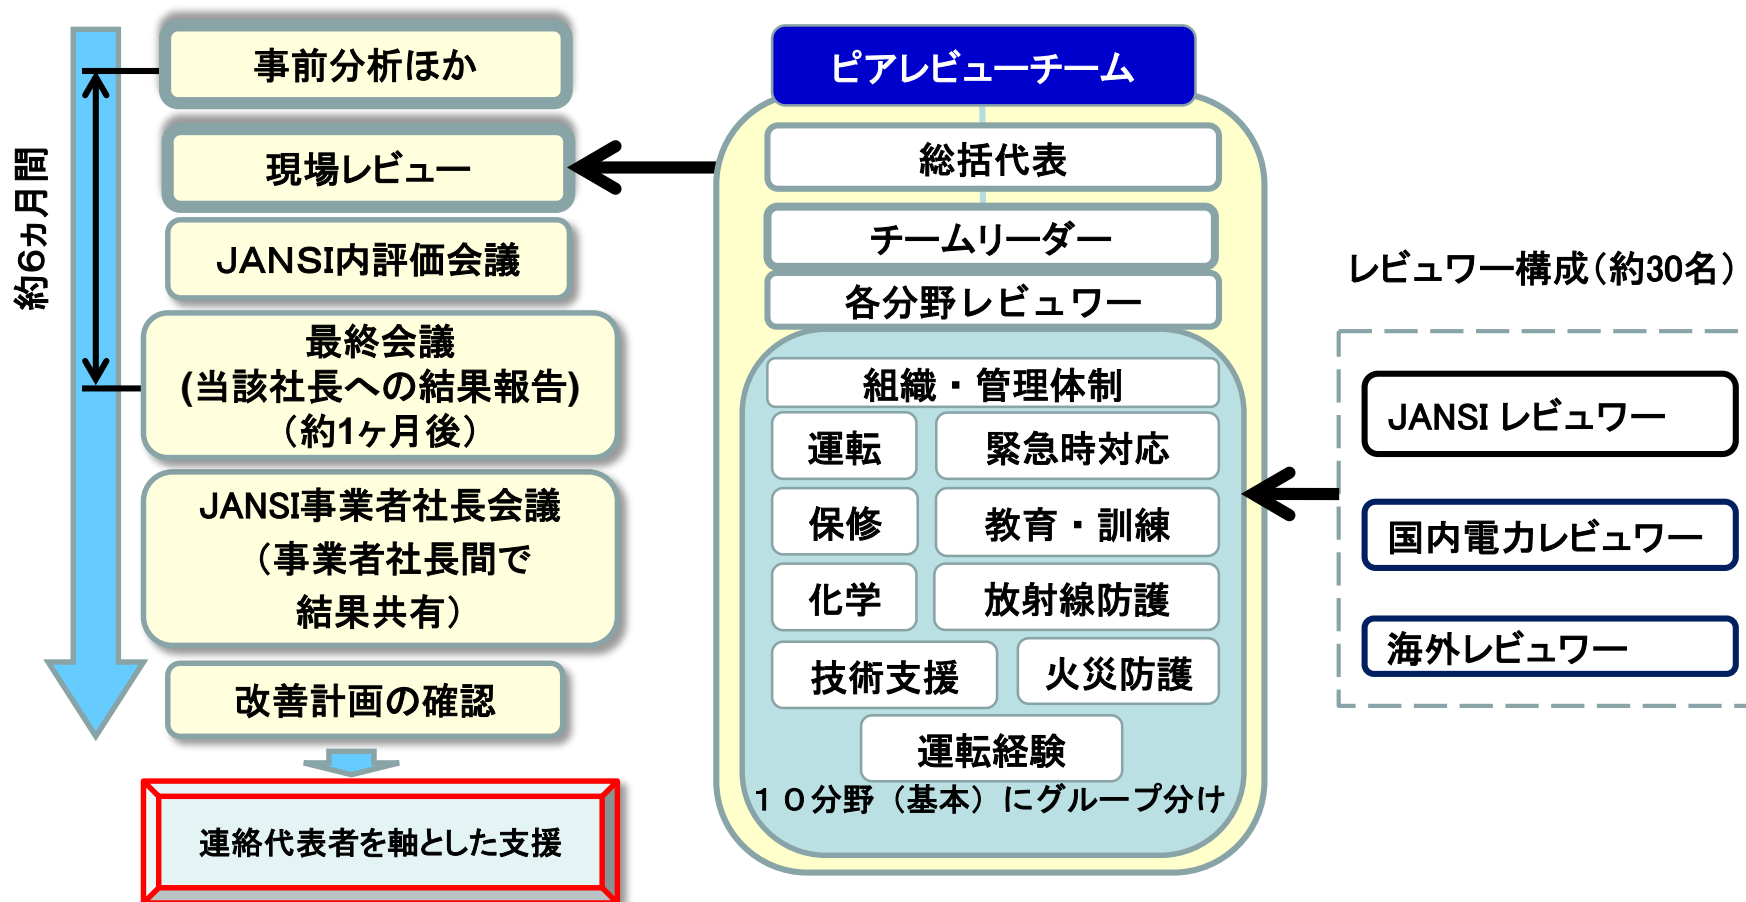 約6ヵ月間
事前分析ほか
現場レビュー
JANSI内評価会議
最終会議
(当該社長への結果報告)
（約1ヶ月後）
JANSI事業者社長会議
（事業者社長間で
結果共有）
改善計画の確認
連絡代表者を軸とした支援
ピアレビューチーム
総括代表
チームリーダー
各分野レビュワー
組織・管理体制
運転
緊急時対応
保修
教育・訓練
化学
放射線防護
技術支援
火災防護
運転経験
１０分野（基本）にグループ分け
レビュワー構成（約30名）
JANSI レビュワー
国内電力レビュワー
海外レビュワー